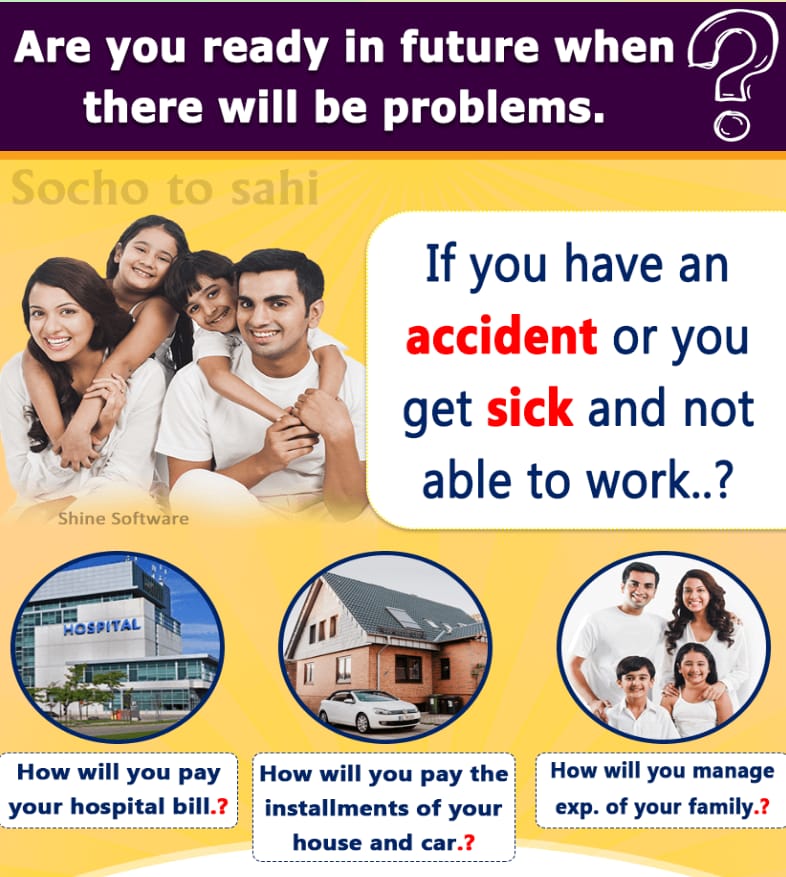 Are you ready in future when
there will be problems.
?
Socho to sahi
If you have an
accident or you
get sick and not
able to work..?
Shine Software
HOSPITAL
How will you pay
your hospital bill.?
How will you pay the
installments of your
house and car.?
How will you manage
exp. of your family.?